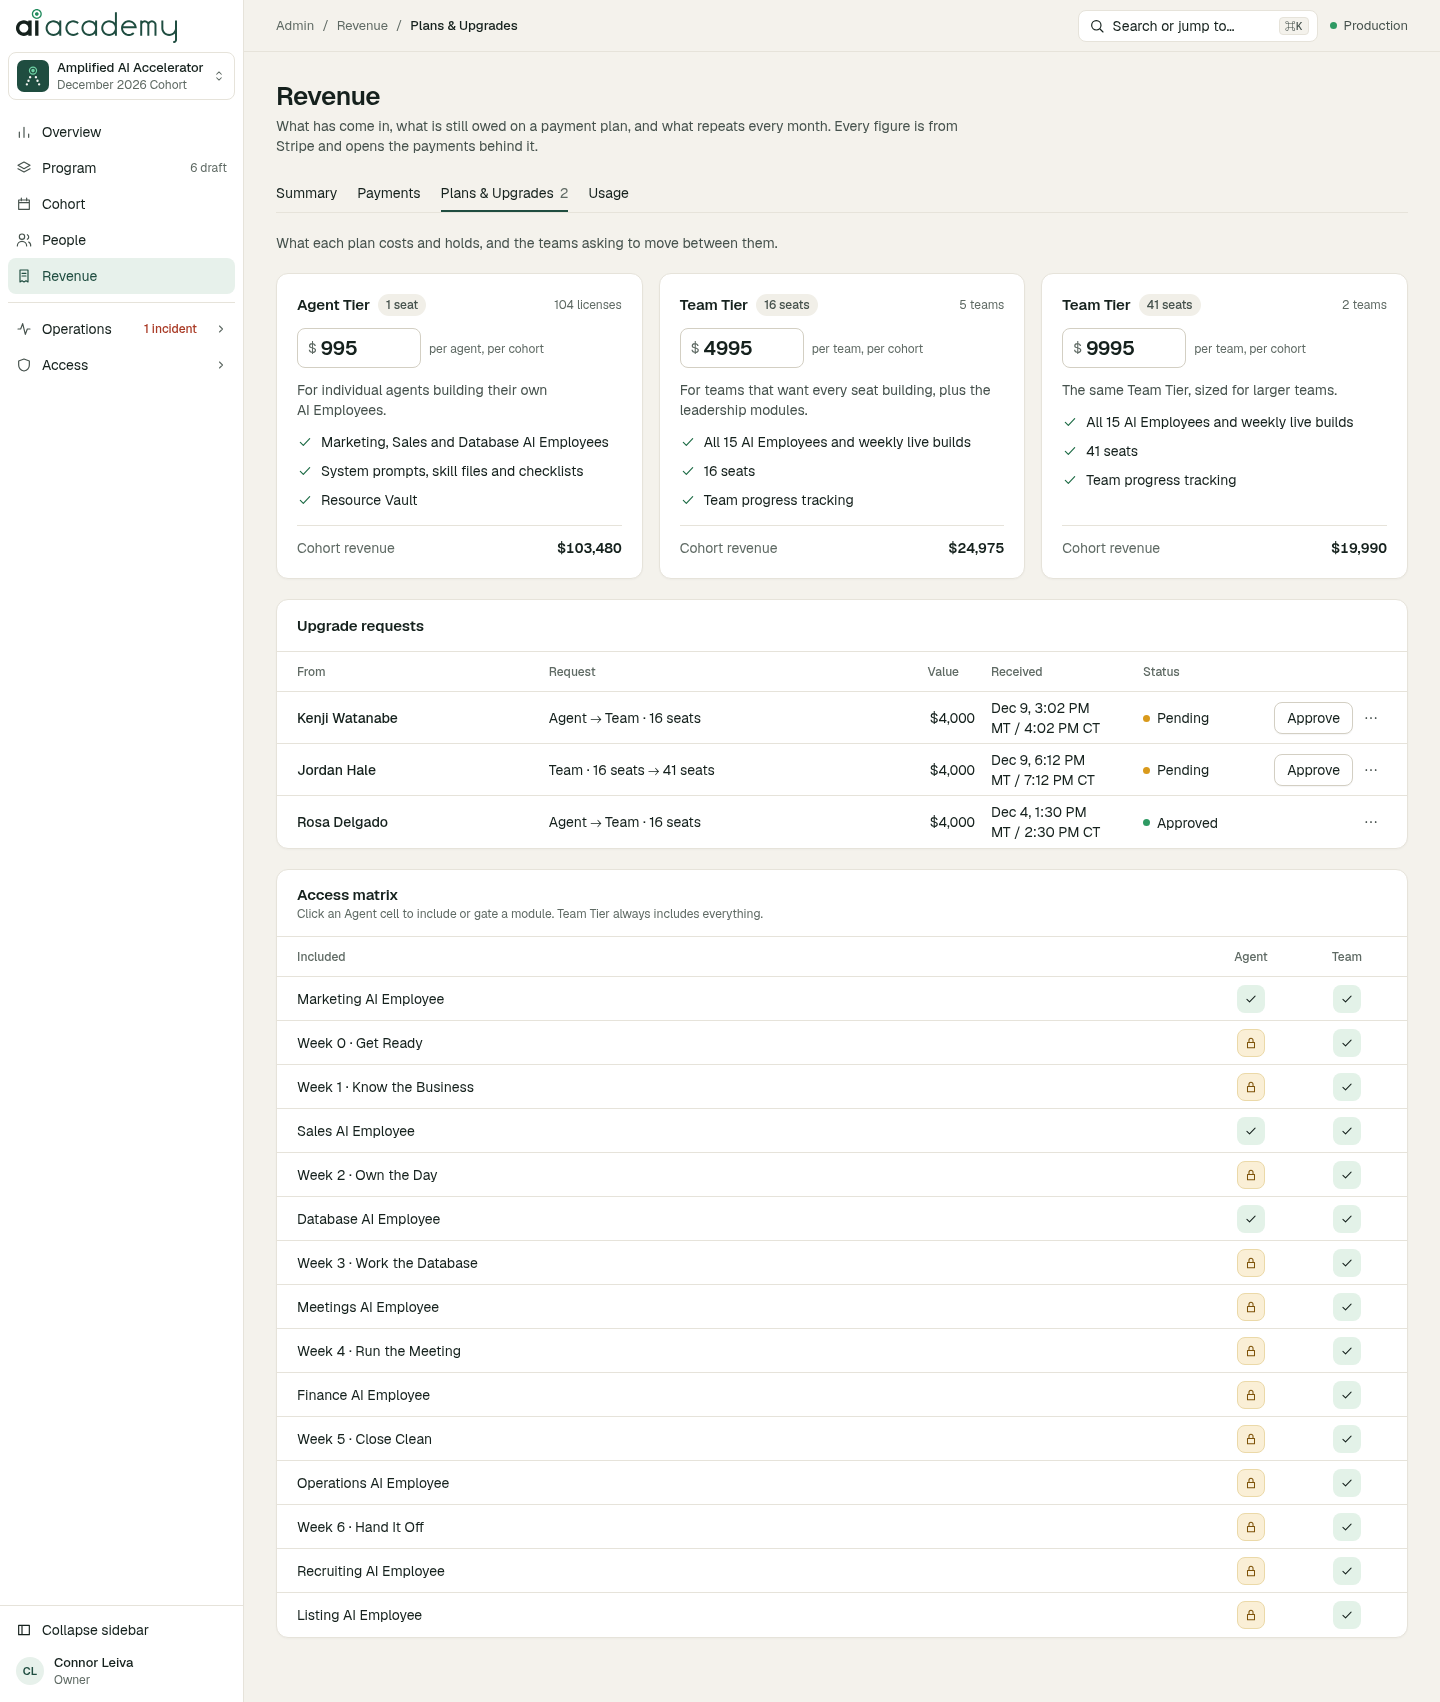 ai academy
Amplified AI Accelerator
December 2026 Cohort
Overview
Program 6 draft
Cohort
People
Revenue
Operations 1 incident
Access
Collapse sidebar
CL
Connor Leiva
Owner
Admin / Revenue / Plans & Upgrades
Search or jump to... ⌘K
Production
Revenue
What has come in, what is still owed on a payment plan, and what repeats every month. Every figure is from
Stripe and opens the payments behind it.
Summary Payments Plans & Upgrades 2 Usage
What each plan costs and holds, and the teams asking to move between them.
Agent Tier 1 seat 104 licenses
$ 995 per agent, per cohort
For individual agents building their own
AI Employees.
Marketing, Sales and Database AI Employees
System prompts, skill files and checklists
Resource Vault
Cohort revenue $103,480
Team Tier 16 seats 5 teams
$ 4995 per team, per cohort
For teams that want every seat building, plus the
leadership modules.
All 15 AI Employees and weekly live builds
16 seats
Team progress tracking
Cohort revenue $24,975
Team Tier 41 seats 2 teams
$ 9995 per team, per cohort
The same Team Tier, sized for larger teams.
All 15 AI Employees and weekly live builds
41 seats
Team progress tracking
Cohort revenue $19,990
Upgrade requests
From Request Value Received Status
Kenji Watanabe Agent → Team · 16 seats $4,000 Dec 9, 3:02 PM
MT / 4:02 PM CT Pending Approve ···
Jordan Hale Team · 16 seats → 41 seats $4,000 Dec 9, 6:12 PM
MT / 7:12 PM CT Pending Approve ···
Rosa Delgado Agent → Team · 16 seats $4,000 Dec 4, 1:30 PM
MT / 2:30 PM CT Approved ···
Access matrix
Click an Agent cell to include or gate a module. Team Tier always includes everything.
Included Agent Team
Marketing AI Employee
Week 0 · Get Ready
Week 1 · Know the Business
Sales AI Employee
Week 2 · Own the Day
Database AI Employee
Week 3 · Work the Database
Meetings AI Employee
Week 4 · Run the Meeting
Finance AI Employee
Week 5 · Close Clean
Operations AI Employee
Week 6 · Hand It Off
Recruiting AI Employee
Listing AI Employee